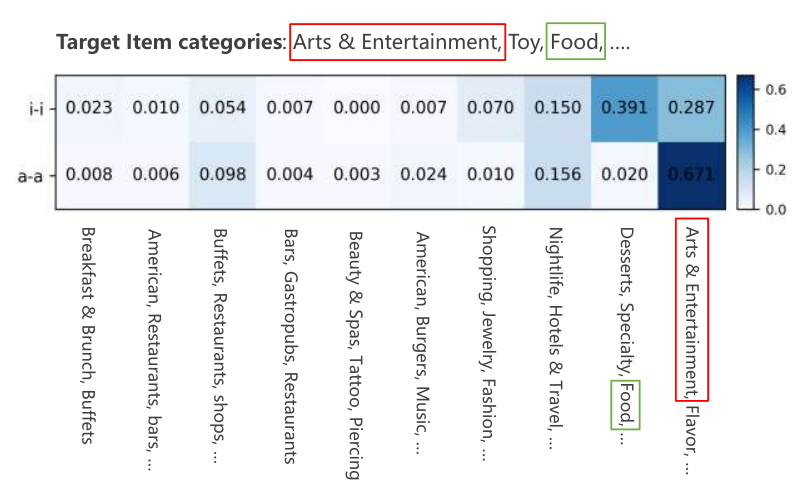 Target Item categories: Arts & Entertainment, Toy, Food, ....
i-i 0.023 0.010 0.054 0.007 0.000 0.007 0.070 0.150 0.391 0.287
a-a 0.008 0.006 0.098 0.004 0.003 0.024 0.010 0.156 0.020 0.671
0.6
0.4
0.2
0.0
Breakfast & Brunch, Buffets
American, Restaurants, bars, ...
Buffets, Restaurants, shops, ...
Bars, Gastropubs, Restaurants
Beauty & Spas, Tattoo, Piercing
American, Burgers, Music, ...
Shopping, Jewelry, Fashion, ...
Nightlife, Hotels & Travel, ...
Desserts, Specialty, Food, ...
Arts & Entertainment, Flavor, ...